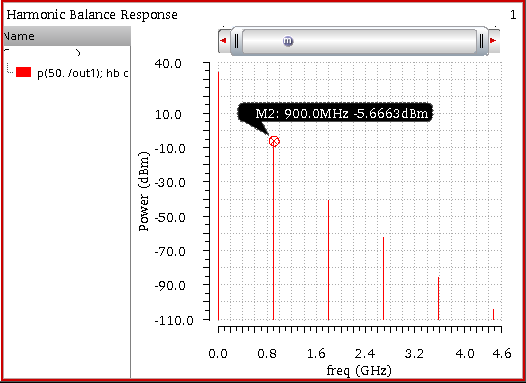 Harmonic Balance Response
1
Name
p(50. /out1); hb c
M2: 900.0MHz -5.6663dBm
Power (dBm)
40.0
10.0
-10.0
-30.0
-50.0
-70.0
-90.0
-110.0
0.0 0.8 1.6 2.4 3.2 4.0 4.6
freq (GHz)